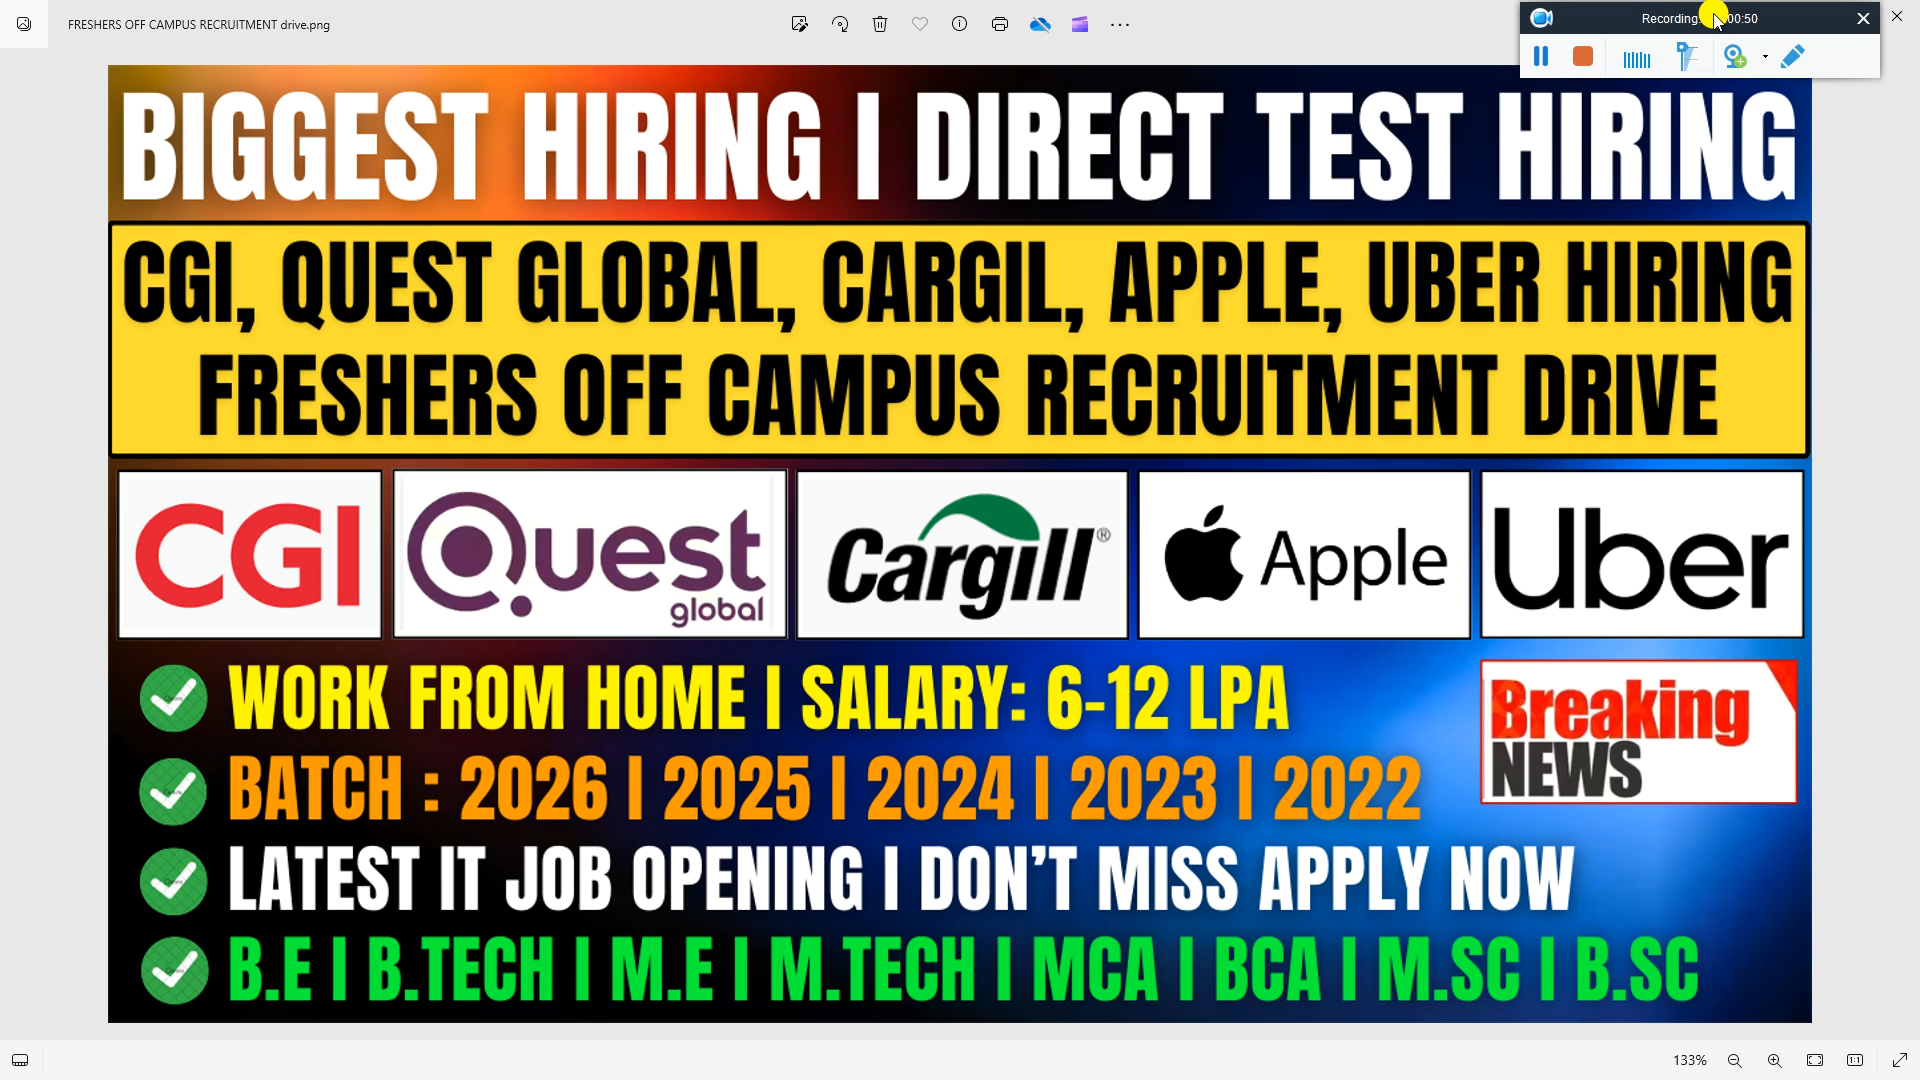 FRESHERS OFF CAMPUS RECRUITMENT drive.png
BIGGEST HIRING I DIRECT TEST HIRING
CGI, QUEST GLOBAL, CARGIL, APPLE, UBER HIRING
FRESHERS OFF CAMPUS RECRUITMENT DRIVE
CGI
Quest
global
Cargill®
Apple
Uber
WORK FROM HOME I SALARY: 6-12 LPA
Breaking
NEWS
BATCH : 2026 I 2025 I 2024 I 2023 I 2022
LATEST IT JOB OPENING I DON'T MISS APPLY NOW
B.E I B.TECH I M.E I M.TECH I MCA I BCA I M.SC I B.SC
133%
1:1